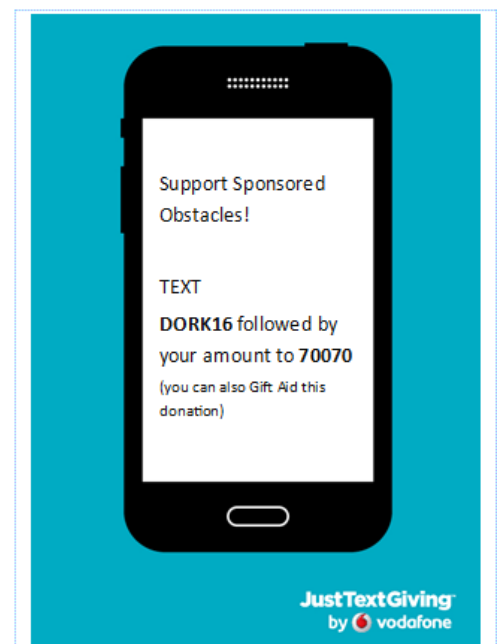 Support Sponsored
Obstacles!
TEXT
DORK16 followed by
your amount to 70070
(you can also Gift Aid this
donation)
JustTextGiving™
by vodafone